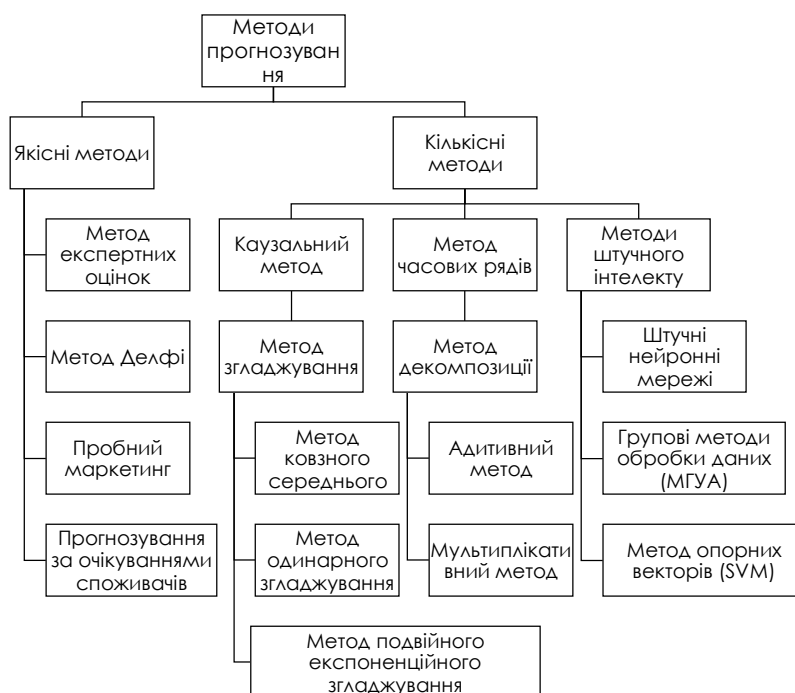 Методи
прогнозуван
ня
Якісні методи
Кількісні
методи
Метод
експертних
оцінок
Каузальний
метод
Метод
часових рядів
Методи
штучного
інтелекту
Метод Делфі
Метод
згладжування
Метод
декомпозиції
Штучні
нейронні
мережі
Пробний
маркетинг
Метод
ковзного
середнього
Адитивний
метод
Групові методи
обробки даних
(МГУА)
Прогнозування
за очікуваннями
споживачів
Метод
одинарного
згладжування
Мультиплікати
вний метод
Метод опорних
векторів (SVM)
Метод подвійного
експоненційного
згладжування